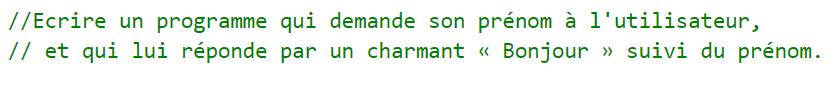 //Ecrire un programme qui demande son prénom à l'utilisateur,
// et qui lui réponde par un charmant « Bonjour » suivi du prénom.